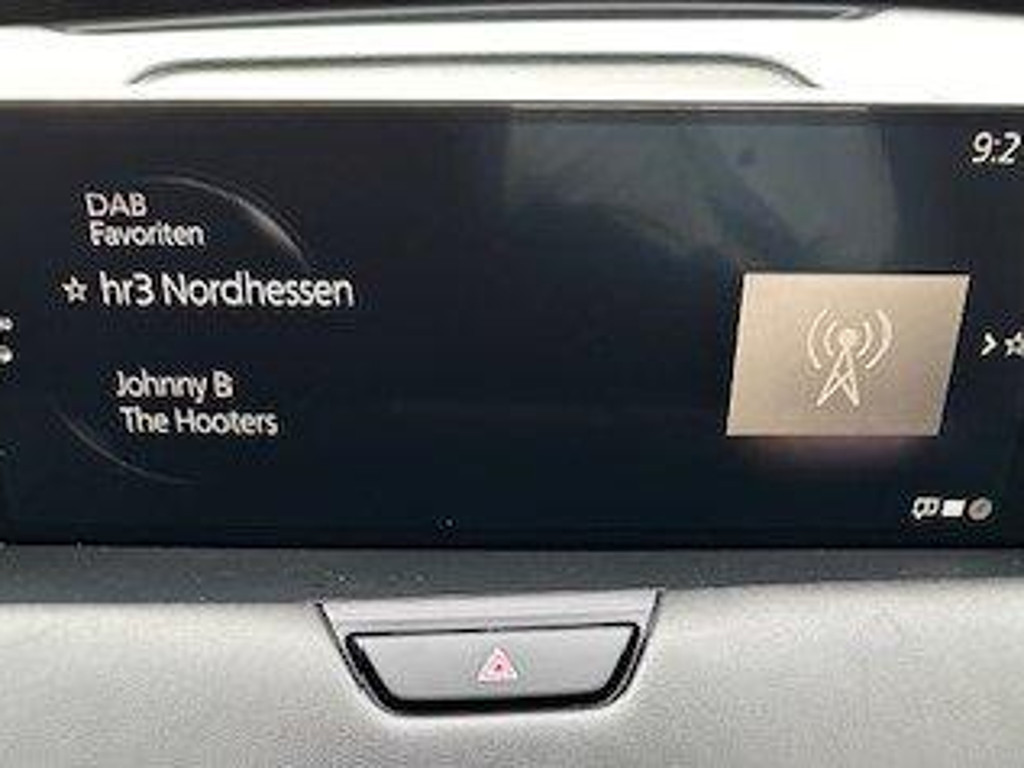 9:2
DAB
Favoriten
☆ hr3 Nordhessen
Johnny B
The Hooters